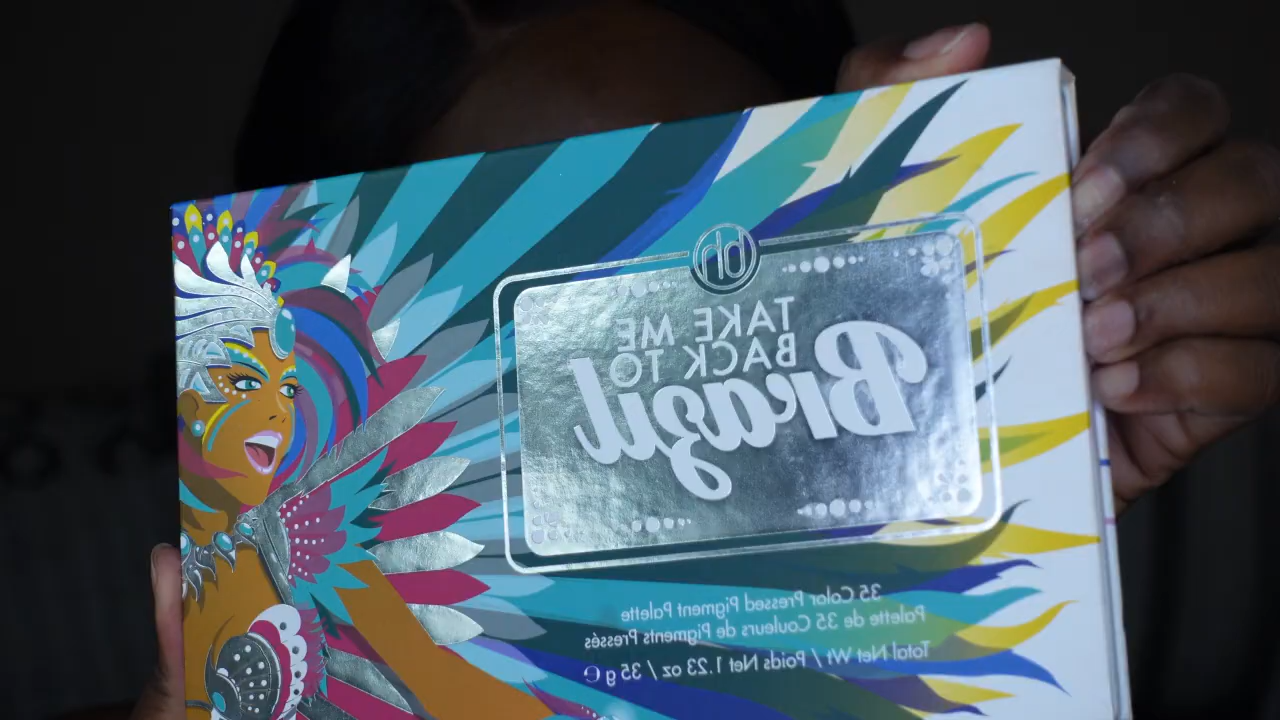 bh
TAKE ME
BACK TO
Brazil
35 Color Pressed Pigment Palette
Palette de 35 Couleurs de Pigments Pressés
Total Net Wt / Poids Net 1.23 oz / 35 g ℮